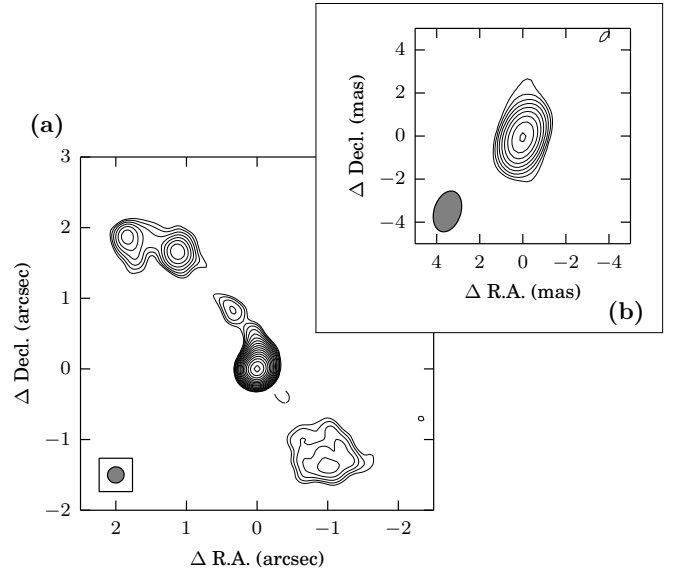 (a)
3
2
1
0
−1
−2
Δ Decl. (arcsec)
2 1 0 −1 −2
Δ R.A. (arcsec)
4
2
0
−2
−4
Δ Decl. (mas)
4 2 0 −2 −4
Δ R.A. (mas)
(b)